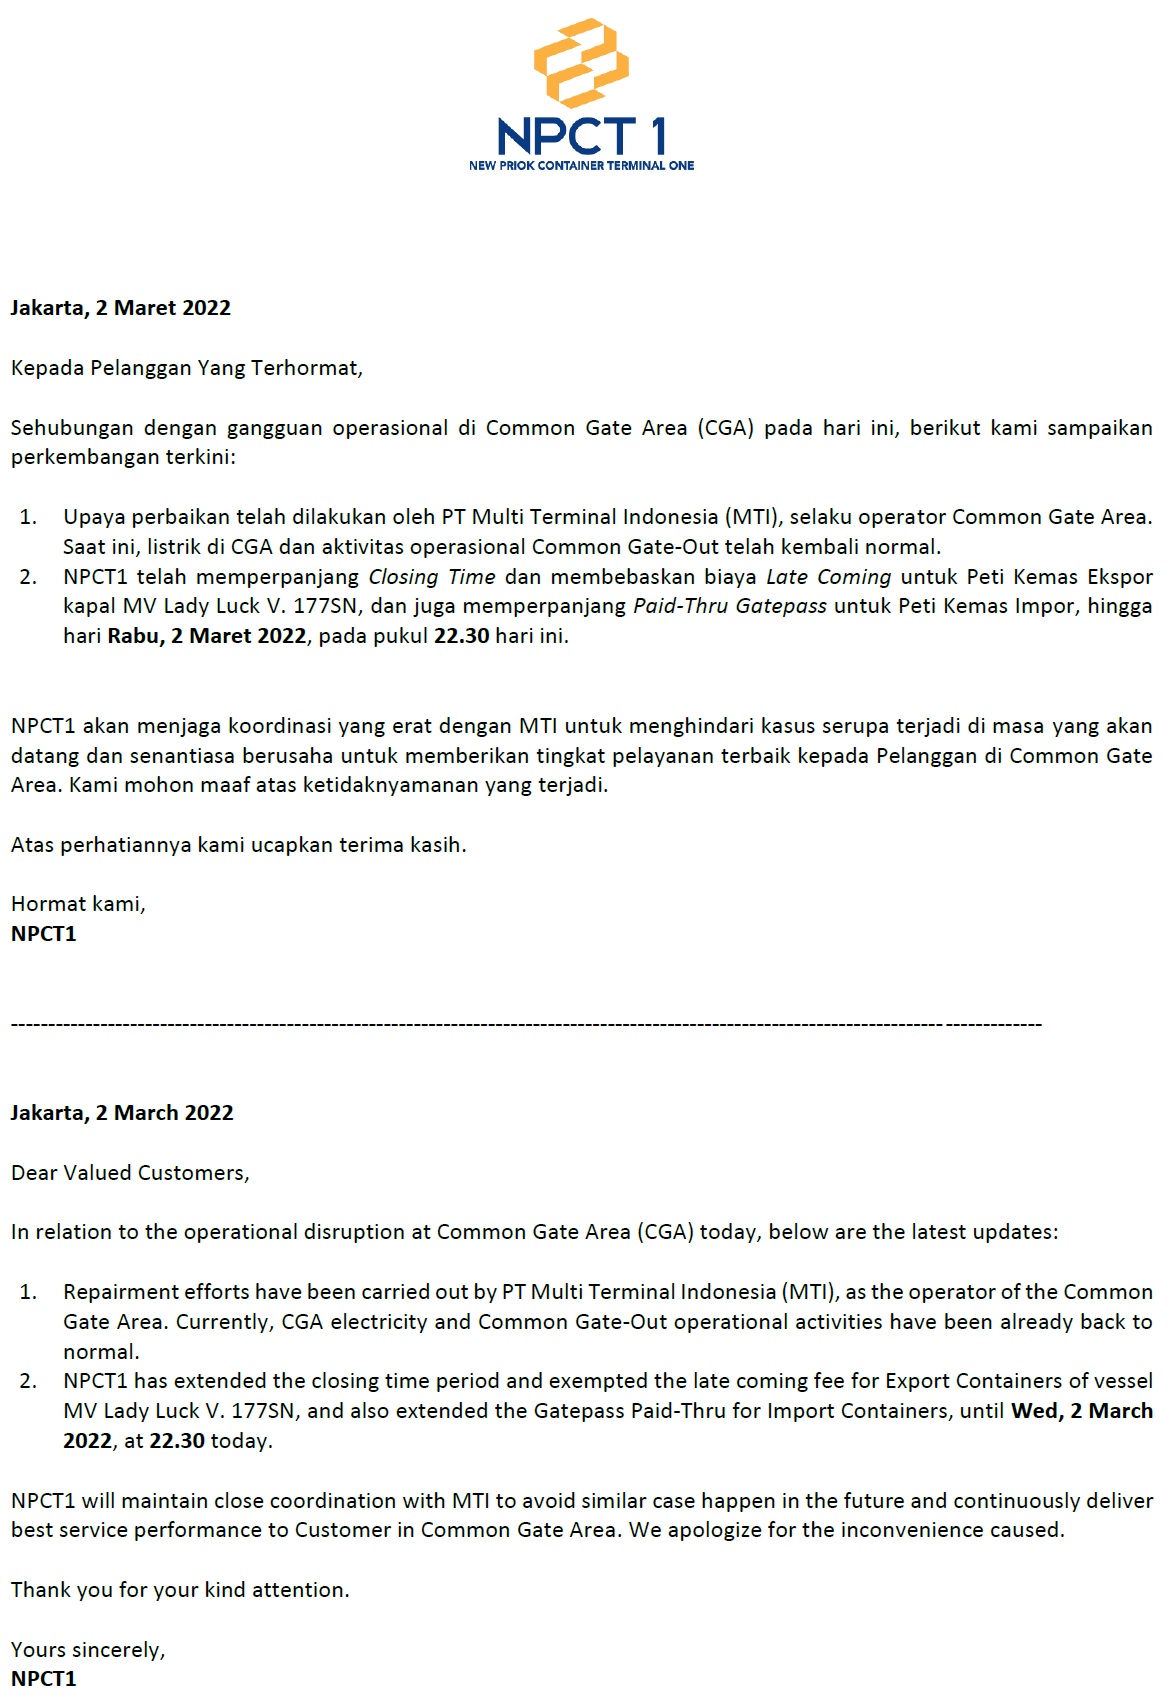 NPCT 1
NEW PRIOK CONTAINER TERMINAL ONE
Jakarta, 2 Maret 2022
Kepada Pelanggan Yang Terhormat,
Sehubungan dengan gangguan operasional di Common Gate Area (CGA) pada hari ini, berikut kami sampaikan
perkembangan terkini:
1. Upaya perbaikan telah dilakukan oleh PT Multi Terminal Indonesia (MTI), selaku operator Common Gate Area.
Saat ini, listrik di CGA dan aktivitas operasional Common Gate-Out telah kembali normal.
2. NPCT1 telah memperpanjang Closing Time dan membebaskan biaya Late Coming untuk Peti Kemas Ekspor
kapal MV Lady Luck V. 177SN, dan juga memperpanjang Paid-Thru Gatepass untuk Peti Kemas Impor, hingga
hari Rabu, 2 Maret 2022, pada pukul 22.30 hari ini.
NPCT1 akan menjaga koordinasi yang erat dengan MTI untuk menghindari kasus serupa terjadi di masa yang akan
datang dan senantiasa berusaha untuk memberikan tingkat pelayanan terbaik kepada Pelanggan di Common Gate
Area. Kami mohon maaf atas ketidaknyamanan yang terjadi.
Atas perhatiannya kami ucapkan terima kasih.
Hormat kami,
NPCT1
Jakarta, 2 March 2022
Dear Valued Customers,
In relation to the operational disruption at Common Gate Area (CGA) today, below are the latest updates:
1. Repairment efforts have been carried out by PT Multi Terminal Indonesia (MTI), as the operator of the Common
Gate Area. Currently, CGA electricity and Common Gate-Out operational activities have been already back to
normal.
2. NPCT1 has extended the closing time period and exempted the late coming fee for Export Containers of vessel
MV Lady Luck V. 177SN, and also extended the Gatepass Paid-Thru for Import Containers, until Wed, 2 March
2022, at 22.30 today.
NPCT1 will maintain close coordination with MTI to avoid similar case happen in the future and continuously deliver
best service performance to Customer in Common Gate Area. We apologize for the inconvenience caused.
Thank you for your kind attention.
Yours sincerely,
NPCT1